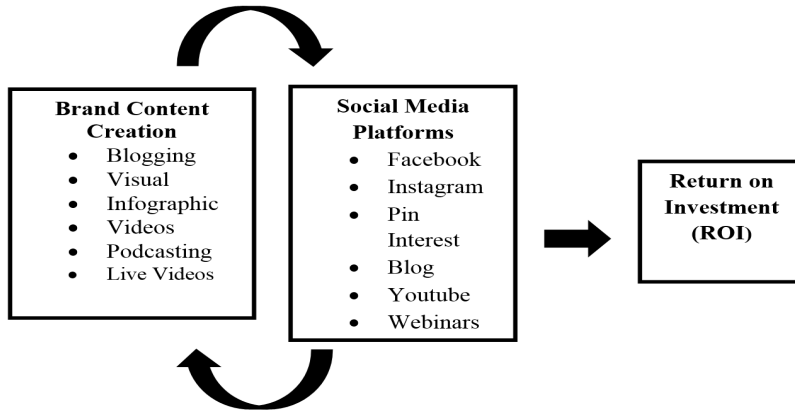 Brand Content
Creation
• Blogging
• Visual
• Infographic
• Videos
• Podcasting
• Live Videos
Social Media
Platforms
• Facebook
• Instagram
• Pin
Interest
• Blog
• Youtube
• Webinars
Return on
Investment
(ROI)